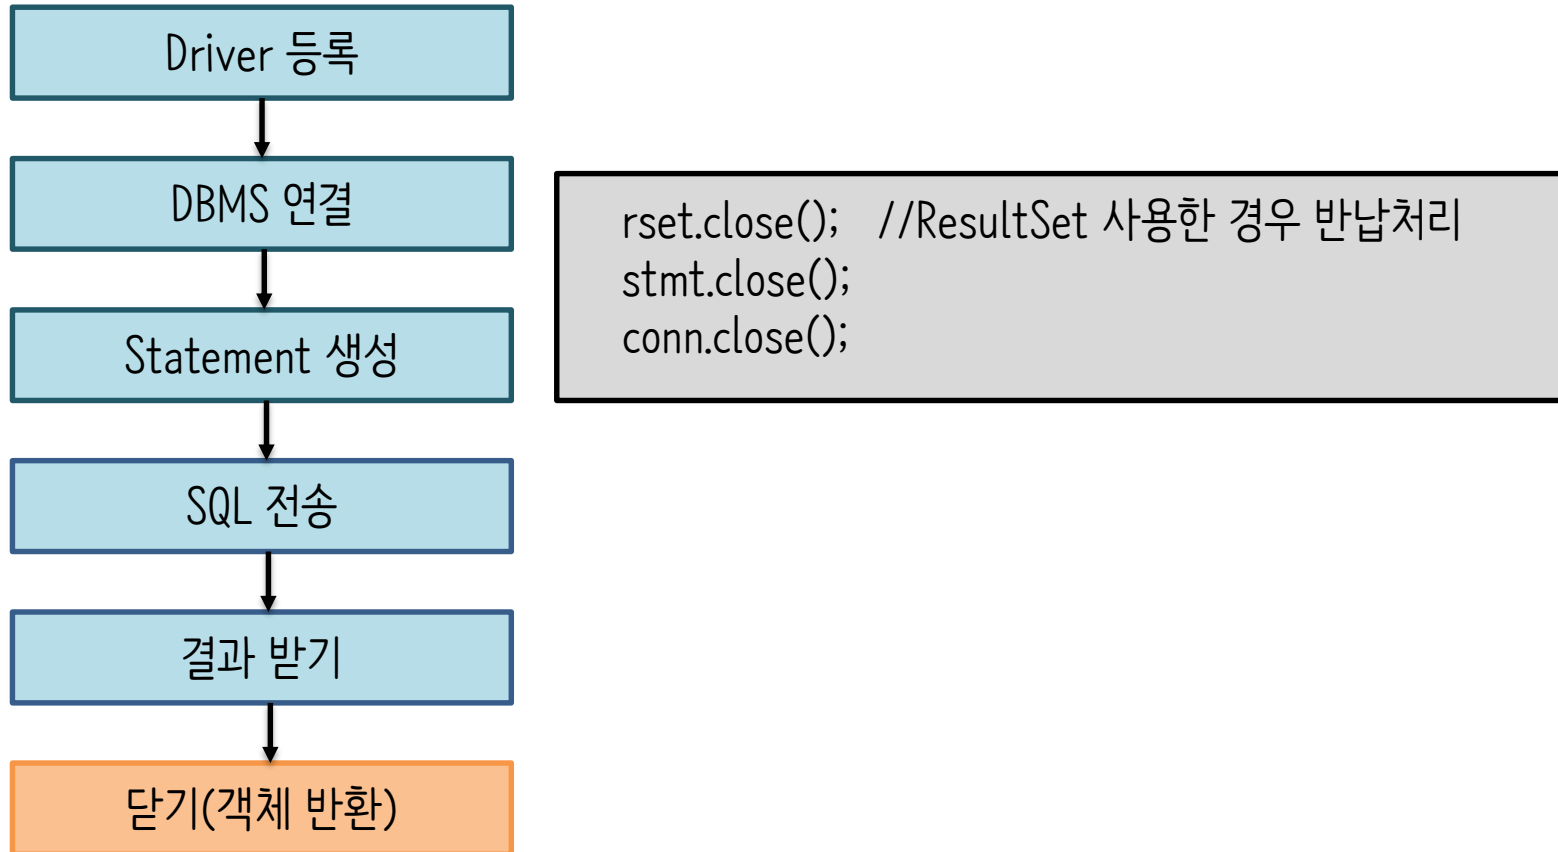 Driver 등록
DBMS 연결
Statement 생성
SQL 전송
결과 받기
닫기(객체 반환)
rset.close(); //ResultSet 사용한 경우 반납처리
stmt.close();
conn.close();